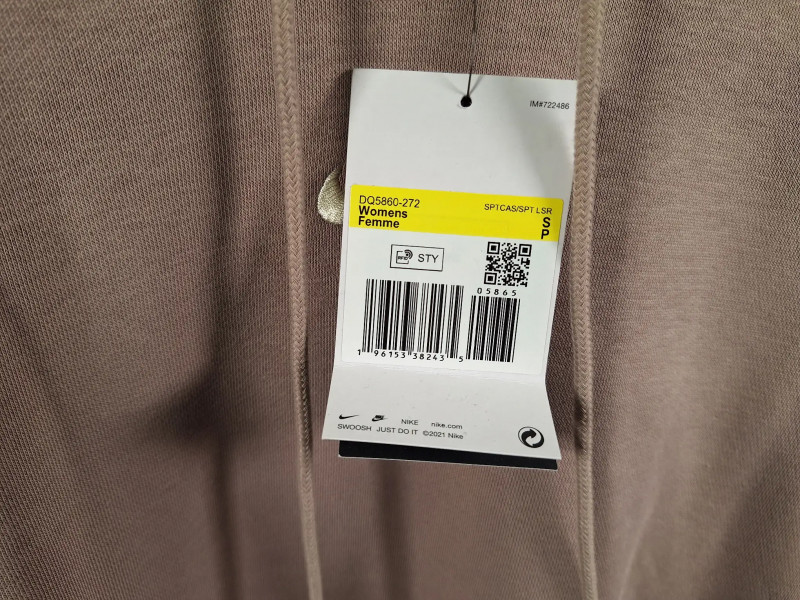 IM#722486
DQ5860-272
SPTCAS/SPT LSR
Womens
S
Femme
P
RFID STY
05865
1 96153 38243 5
NIKE nike.com
SWOOSH JUST DO IT ©2021 Nike